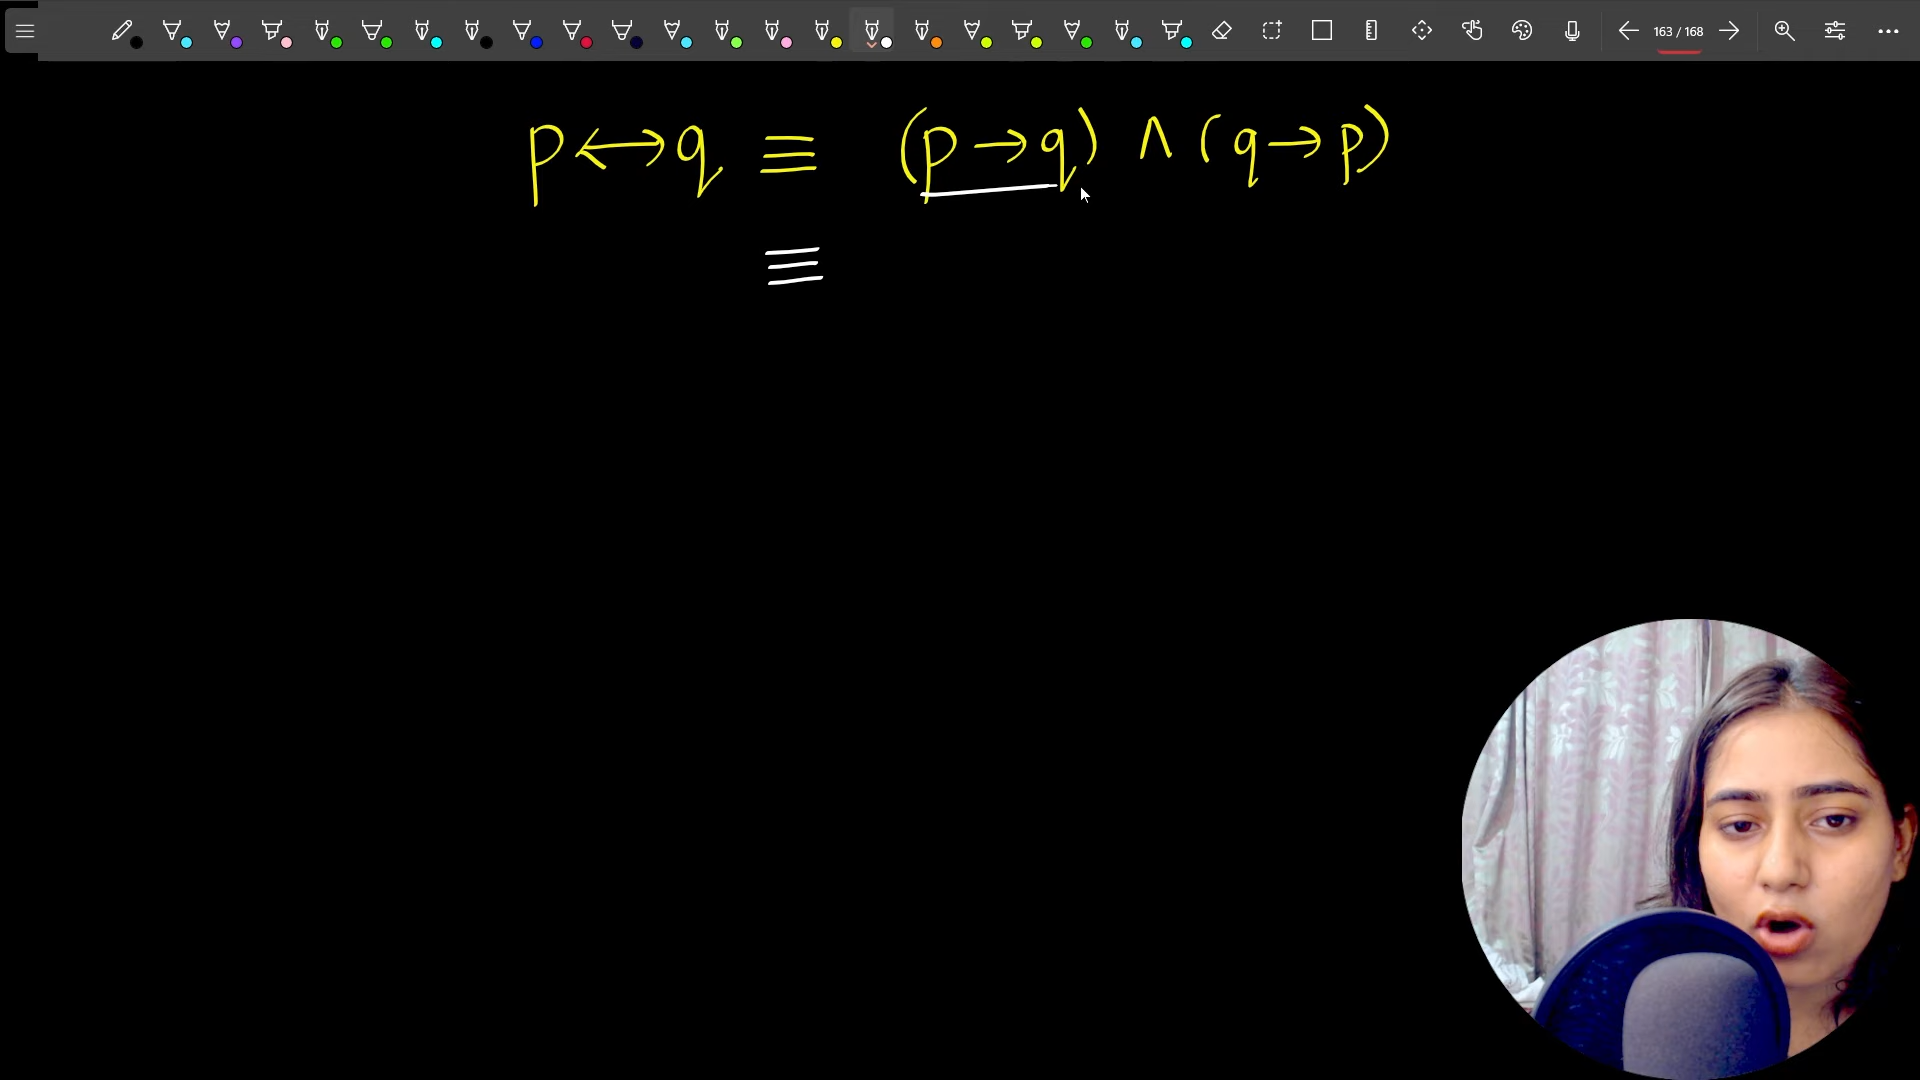 163 / 168
p ↔ q ≡ (p → q) ∧ (q → p)
≡